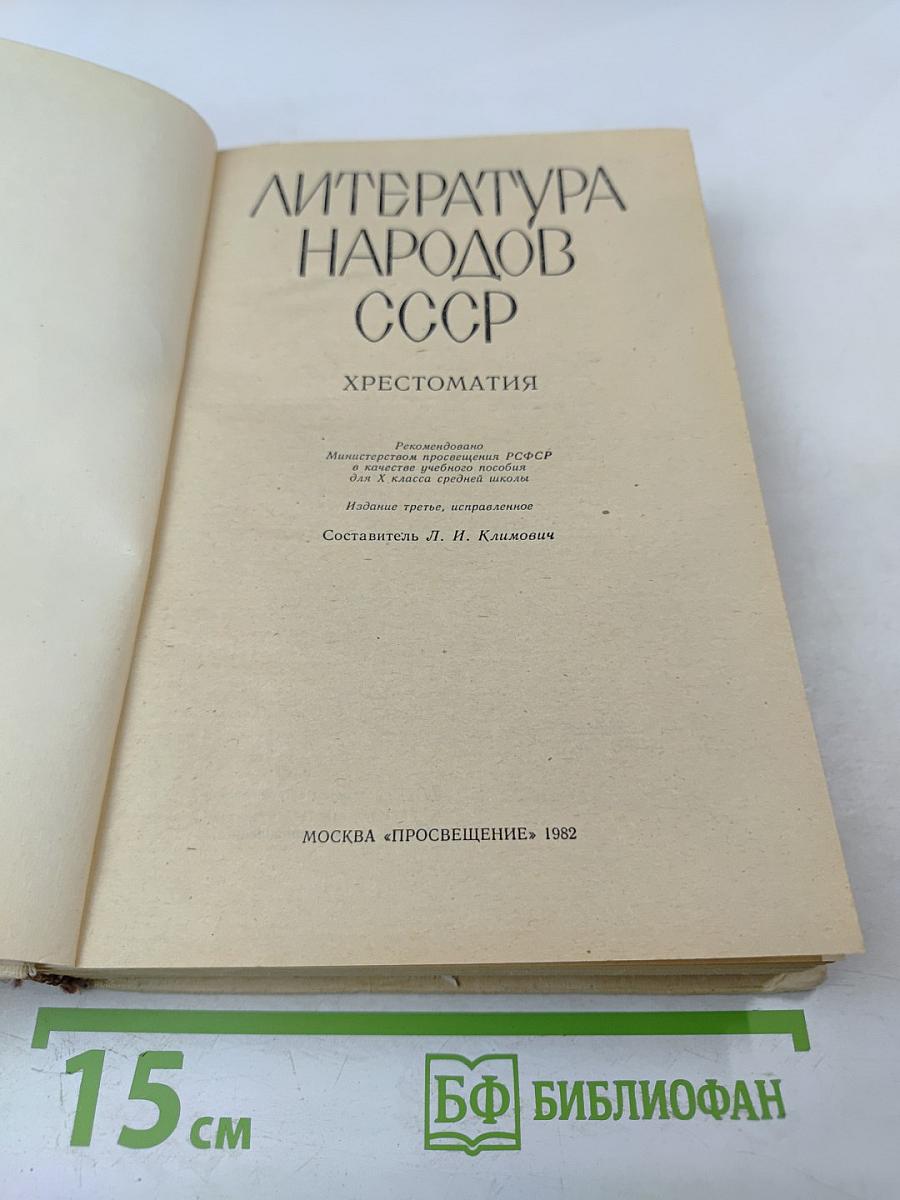 ЛИТЕРАТУРА
НАРОДОВ
СССР
ХРЕСТОМАТИЯ
Рекомендовано
Министерством просвещения РСФСР
в качестве учебного пособия
для X класса средней школы
Издание третье, исправленное
Составитель Л. И. Климович
МОСКВА «ПРОСВЕЩЕНИЕ» 1982
15 см
БФ БИБЛИОФАН